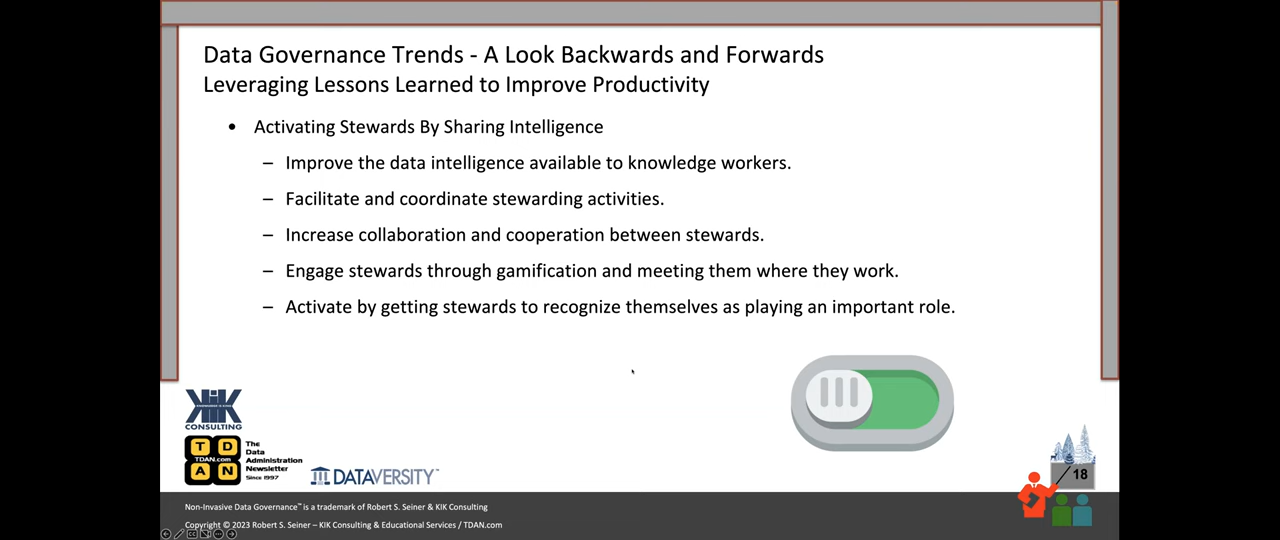 Data Governance Trends - A Look Backwards and Forwards
Leveraging Lessons Learned to Improve Productivity
• Activating Stewards By Sharing Intelligence
– Improve the data intelligence available to knowledge workers.
– Facilitate and coordinate stewarding activities.
– Increase collaboration and cooperation between stewards.
– Engage stewards through gamification and meeting them where they work.
– Activate by getting stewards to recognize themselves as playing an important role.
KIK
CONSULTING
T D
TDAN.com
A N
The
Data
Administration
Newsletter
Since 1997
DATAVERSITY™
18
Non-Invasive Data Governance™ is a trademark of Robert S. Seiner & KIK Consulting
Copyright © 2023 Robert S. Seiner – KIK Consulting & Educational Services / TDAN.com